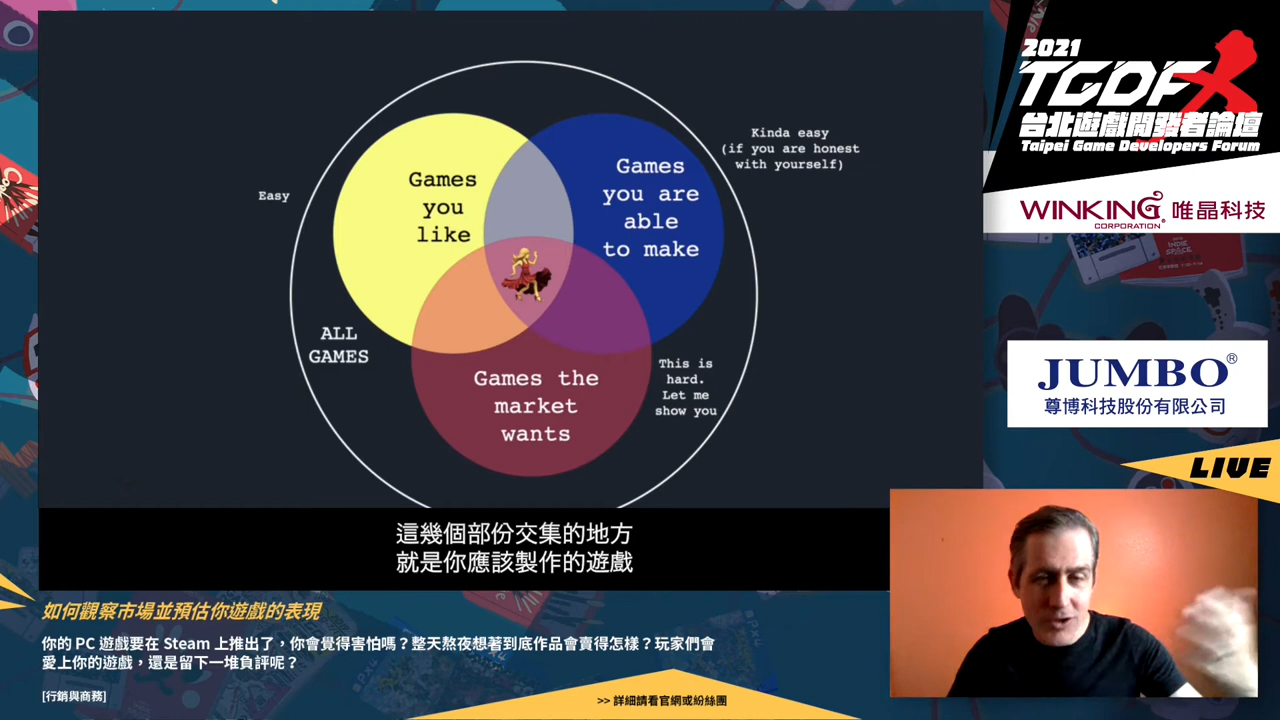 Games
you
like
Games
you are
able
to make
Games the
market
wants
Easy
Kinda easy
(if you are honest
with yourself)
ALL
GAMES
This is
hard.
Let me
show you
這幾個部份交集的地方
就是你應該製作的遊戲
2021
TGDF X
台北遊戲開發者論壇
Taipei Game Developers Forum
WINKING
CORPORATION
唯晶科技
JUMBO®
尊博科技股份有限公司
LIVE
如何觀察市場並預估你遊戲的表現
你的 PC 遊戲要在 Steam 上推出了，你會覺得害怕嗎？整天熬夜想著到底作品會賣得怎樣？玩家們會
愛上你的遊戲，還是留下一堆負評呢？
[行銷與商務]
>> 詳細請看官網或粉絲團